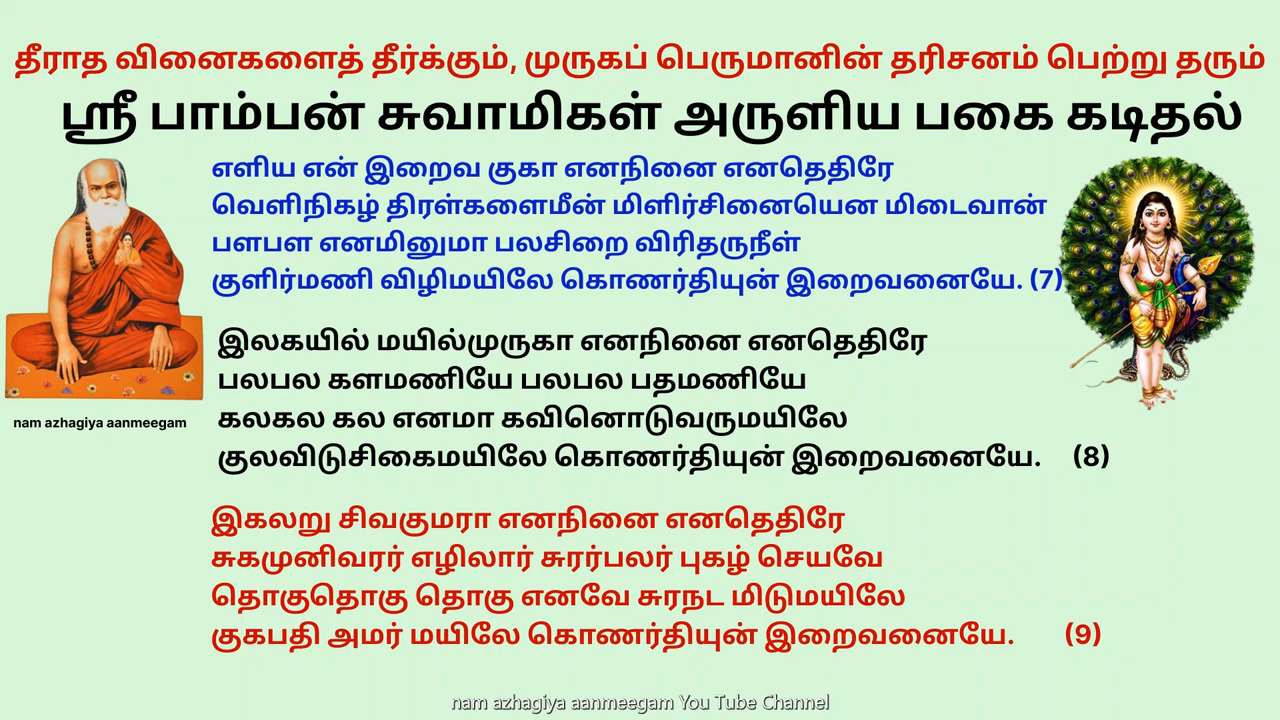 தீராத வினைகளைத் தீர்க்கும், முருகப் பெருமானின் தரிசனம் பெற்று தரும்
ஸ்ரீ பாம்பன் சுவாமிகள் அருளிய பகை கடிதல்
எளிய என் இறைவ குகா எனநினை எனதெதிரே
வெளிநிகழ் திரள்களைமீன் மிளிர்சினையென மிடைவான்
பளபள எனமினுமா பலசிறை விரிதருநீள்
குளிர்மணி விழிமயிலே கொணர்தியுன் இறைவனையே. (7)
இலகயில் மயில்முருகா எனநினை எனதெதிரே
பலபல களமணியே பலபல பதமணியே
கலகல கல எனமா கவினொடுவருமயிலே
குலவிடுசிகைமயிலே கொணர்தியுன் இறைவனையே. (8)
இகலறு சிவகுமரா எனநினை எனதெதிரே
சுகமுனிவரர் எழிலார் சுரர்பலர் புகழ் செயவே
தொகுதொகு தொகு எனவே சுரநட மிடுமயிலே
குகபதி அமர் மயிலே கொணர்தியுன் இறைவனையே. (9)
nam azhagiya aanmeegam
nam azhagiya aanmeegam You Tube Channel